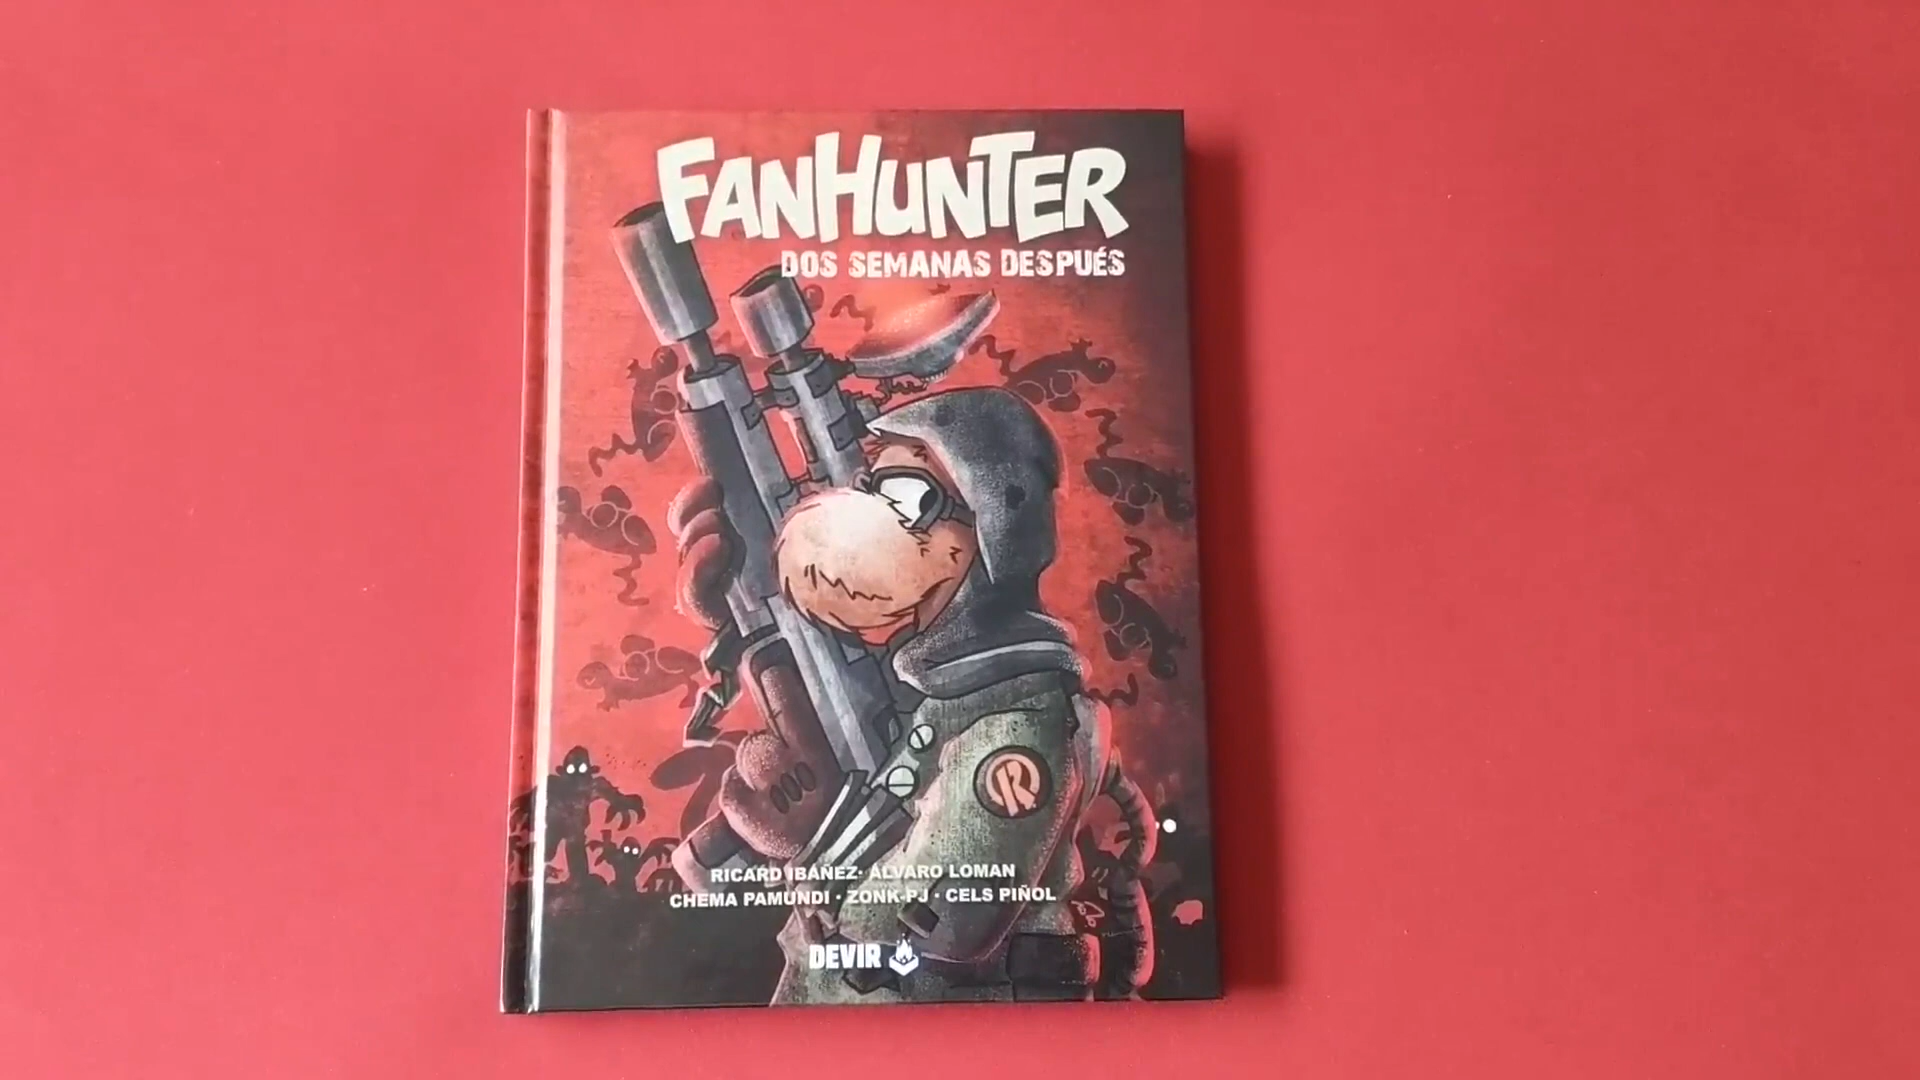 FANHUNTER
DOS SEMANAS DESPUÉS
RICARD IBÁÑEZ· ÁLVARO LOMAN
CHEMA PAMUNDI · ZONK-PJ · CELS PIÑOL
DEVIR